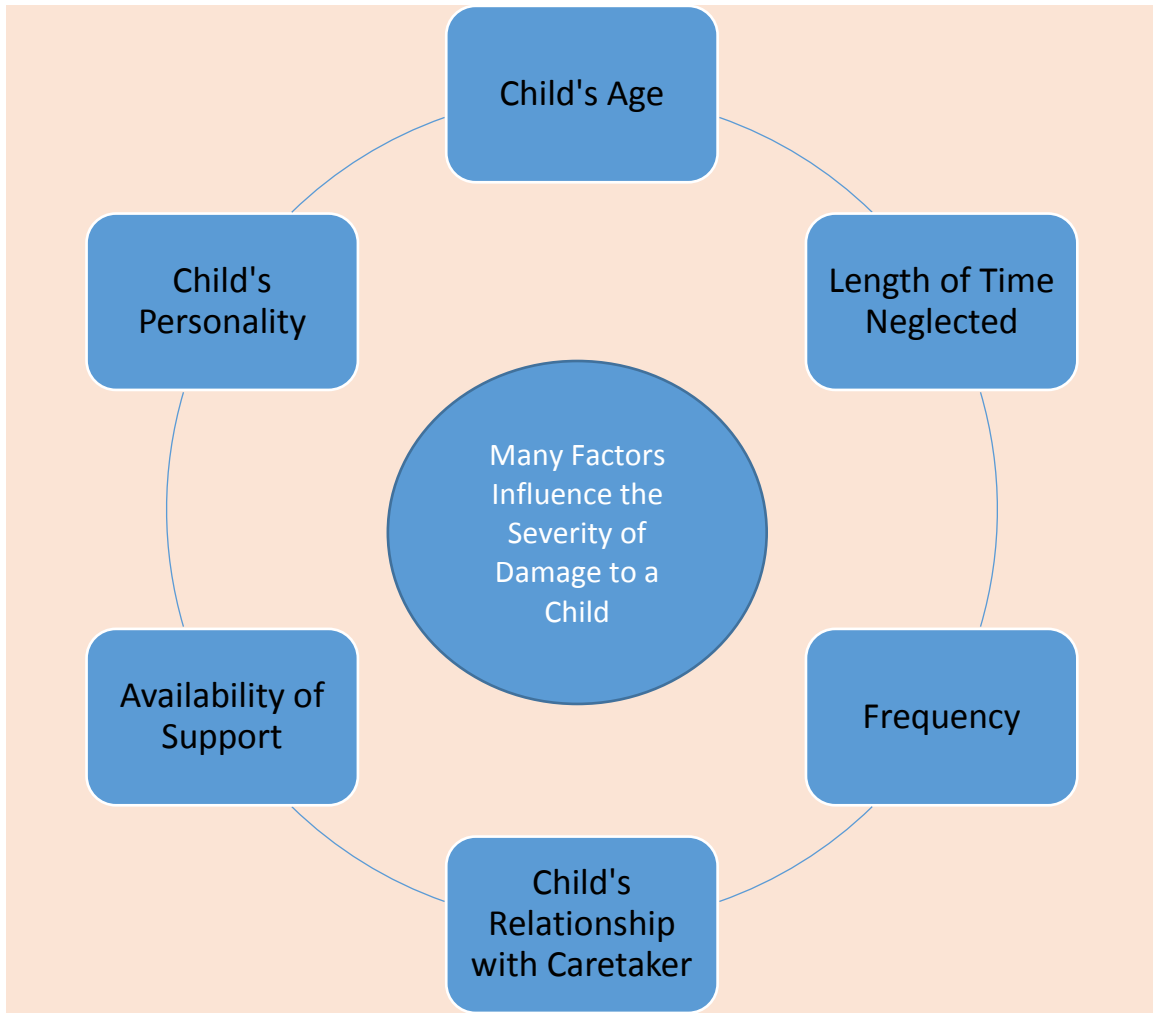 Child's Age
Child's
Personality
Length of Time
Neglected
Many Factors
Influence the
Severity of
Damage to a
Child
Availability of
Support
Frequency
Child's
Relationship
with Caretaker